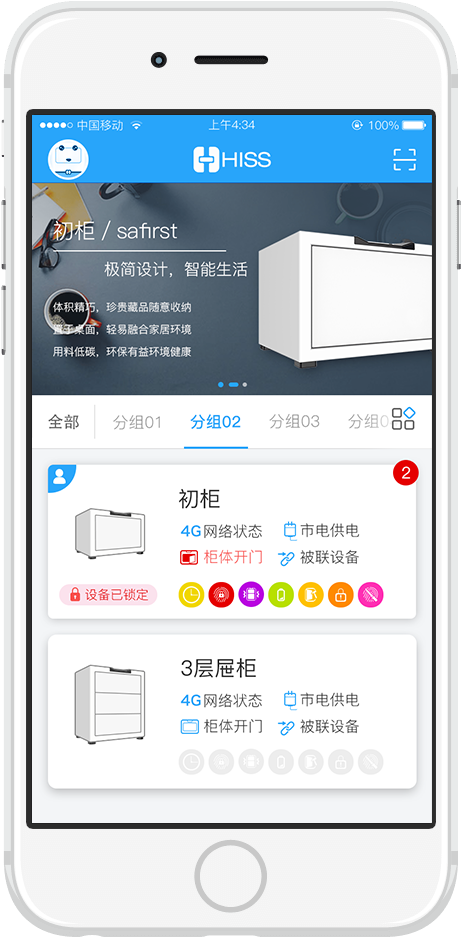 中国移动 上午4:34 100%
HISS
初柜 / safirst
极简设计，智能生活
体积精巧，珍贵藏品随意收纳
置于桌面，轻易融合家居环境
用料低碳，环保有益环境健康
全部 分组01 分组02 分组03 分组0
2
初柜
4G 网络状态 市电供电
柜体开门 被联设备
设备已锁定
3层屉柜
4G 网络状态 市电供电
柜体开门 被联设备